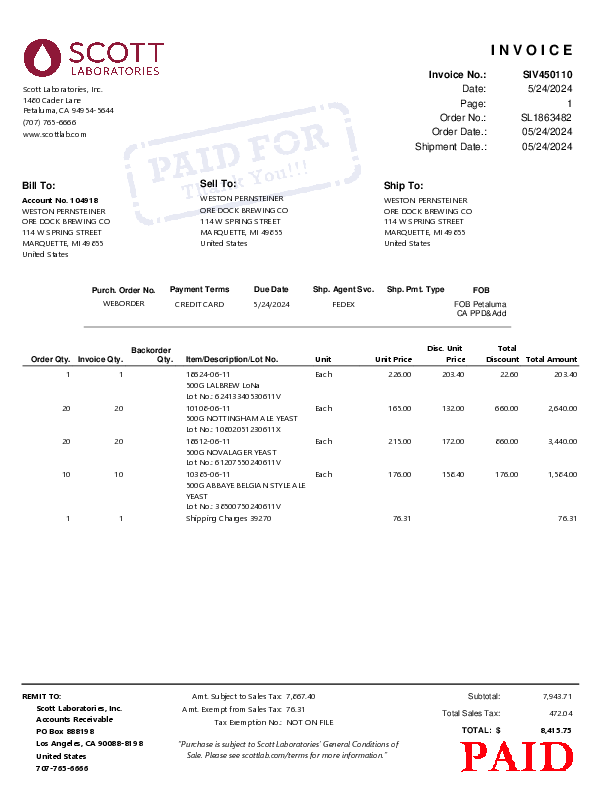 SCOTT
LABORATORIES
INVOICE
Invoice No.: SIV450110
Date: 5/24/2024
Page: 1
Order No.: SL1863482
Order Date.: 05/24/2024
Shipment Date.: 05/24/2024
Scott Laboratories, Inc.
1480 Cader Lane
Petaluma, CA 94954-5644
(707) 765-6666
www.scottlab.com
PAID FOR
Thank You!!!
Bill To:
Account No. 104918
WESTON PERNSTEINER
ORE DOCK BREWING CO
114 W SPRING STREET
MARQUETTE, MI 49855
United States
Sell To:
WESTON PERNSTEINER
ORE DOCK BREWING CO
114 W SPRING STREET
MARQUETTE, MI 49855
United States
Ship To:
WESTON PERNSTEINER
ORE DOCK BREWING CO
114 W SPRING STREET
MARQUETTE, MI 49855
United States
Purch. Order No. Payment Terms Due Date Shp. Agent Svc. Shp. Pmt. Type FOB
WEBORDER CREDIT CARD 5/24/2024 FEDEX FOB Petaluma
CA PPD&Add
Order Qty. Invoice Qty. Backorder Qty. Item/Description/Lot No. Unit Unit Price Disc. Unit Price Total Discount Total Amount
1 1 18524-06-11 Each 226.00 203.40 22.60 203.40
500G LALBREW LoNa
Lot No.: 62413340530611V
20 20 10108-06-11 Each 165.00 132.00 660.00 2,640.00
500G NOTTINGHAM ALE YEAST
Lot No.: 10802051230611X
20 20 18612-06-11 Each 215.00 172.00 860.00 3,440.00
500G NOVALAGER YEAST
Lot No.: 61207550240611V
10 10 10385-06-11 Each 176.00 158.40 176.00 1,584.00
500G ABBAYE BELGIAN STYLE ALE
YEAST
Lot No.: 38500750240611V
1 1 Shipping Charges 39270 76.31 76.31
REMIT TO:
Scott Laboratories, Inc.
Accounts Receivable
PO Box 888198
Los Angeles, CA 90088-8198
United States
707-765-6666
Amt. Subject to Sales Tax: 7,867.40
Amt. Exempt from Sales Tax: 76.31
Tax Exemption No.: NOT ON FILE
"Purchase is subject to Scott Laboratories' General Conditions of
Sale. Please see scottlab.com/terms for more information."
Subtotal: 7,943.71
Total Sales Tax: 472.04
TOTAL: $ 8,415.75
PAID